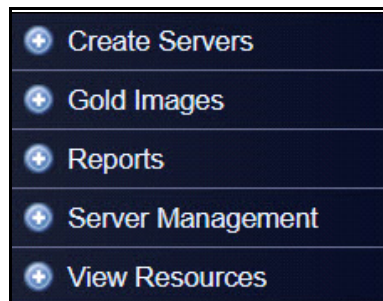 Create Servers
Gold Images
Reports
Server Management
View Resources